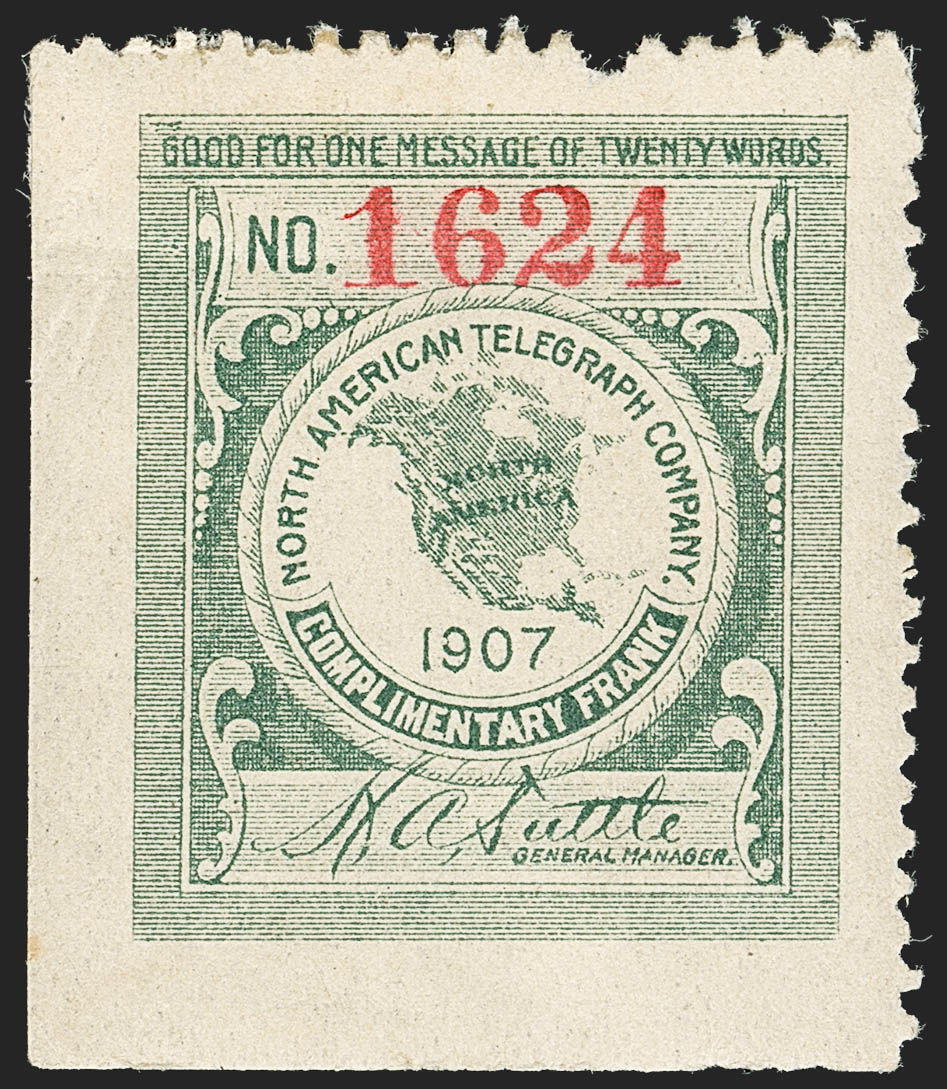 GOOD FOR ONE MESSAGE OF TWENTY WORDS.
NO. 1624
NORTH AMERICAN TELEGRAPH COMPANY.
NORTH
AMERICA
1907
COMPLIMENTARY FRANK
H A Tuttle
GENERAL MANAGER.